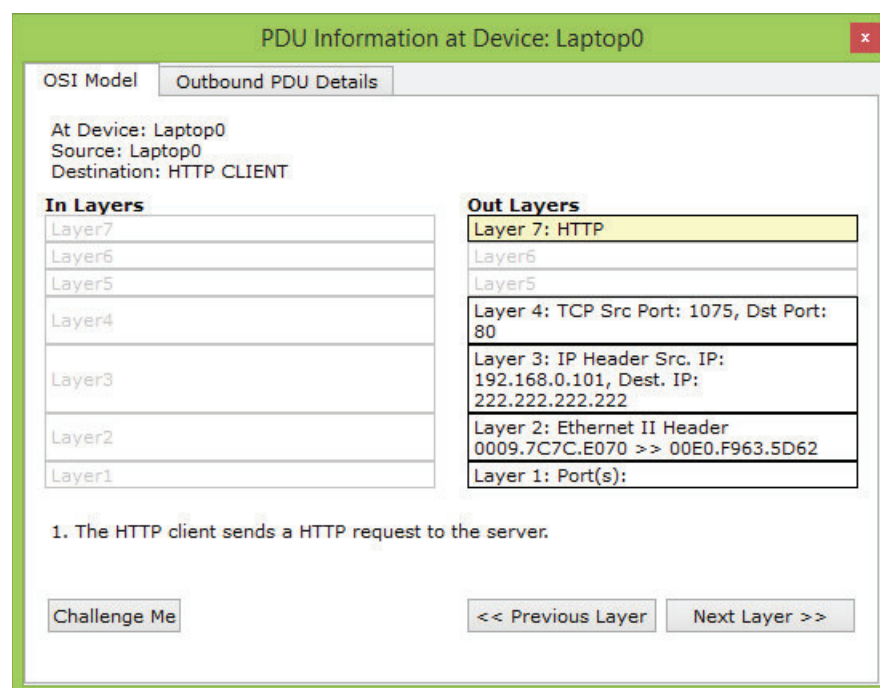 PDU Information at Device: Laptop0
x
OSI Model
Outbound PDU Details
At Device: Laptop0
Source: Laptop0
Destination: HTTP CLIENT
In Layers
Layer7
Layer6
Layer5
Layer4
Layer3
Layer2
Layer1
Out Layers
Layer 7: HTTP
Layer6
Layer5
Layer 4: TCP Src Port: 1075, Dst Port:
80
Layer 3: IP Header Src. IP:
192.168.0.101, Dest. IP:
222.222.222.222
Layer 2: Ethernet II Header
0009.7C7C.E070 >> 00E0.F963.5D62
Layer 1: Port(s):
1. The HTTP client sends a HTTP request to the server.
Challenge Me
<< Previous Layer
Next Layer >>